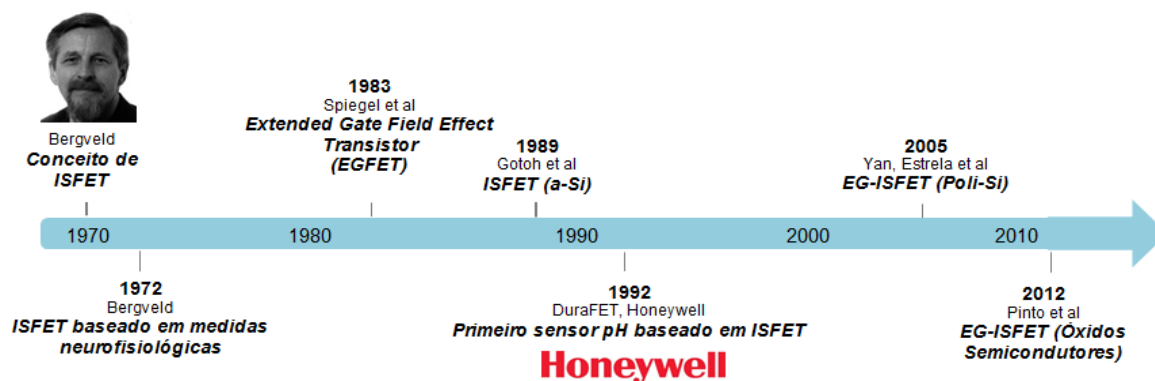 Bergveld
Conceito de
ISFET
1983
Spiegel et al
Extended Gate Field Effect
Transistor
(EGFET)
1989
Gotoh et al
ISFET (a-Si)
2005
Yan, Estrela et al
EG-ISFET (Poli-Si)
1970
1980
1990
2000
2010
1972
Bergveld
ISFET baseado em medidas
neurofisiológicas
1992
DuraFET, Honeywell
Primeiro sensor pH baseado em ISFET
Honeywell
2012
Pinto et al
EG-ISFET (Óxidos
Semicondutores)